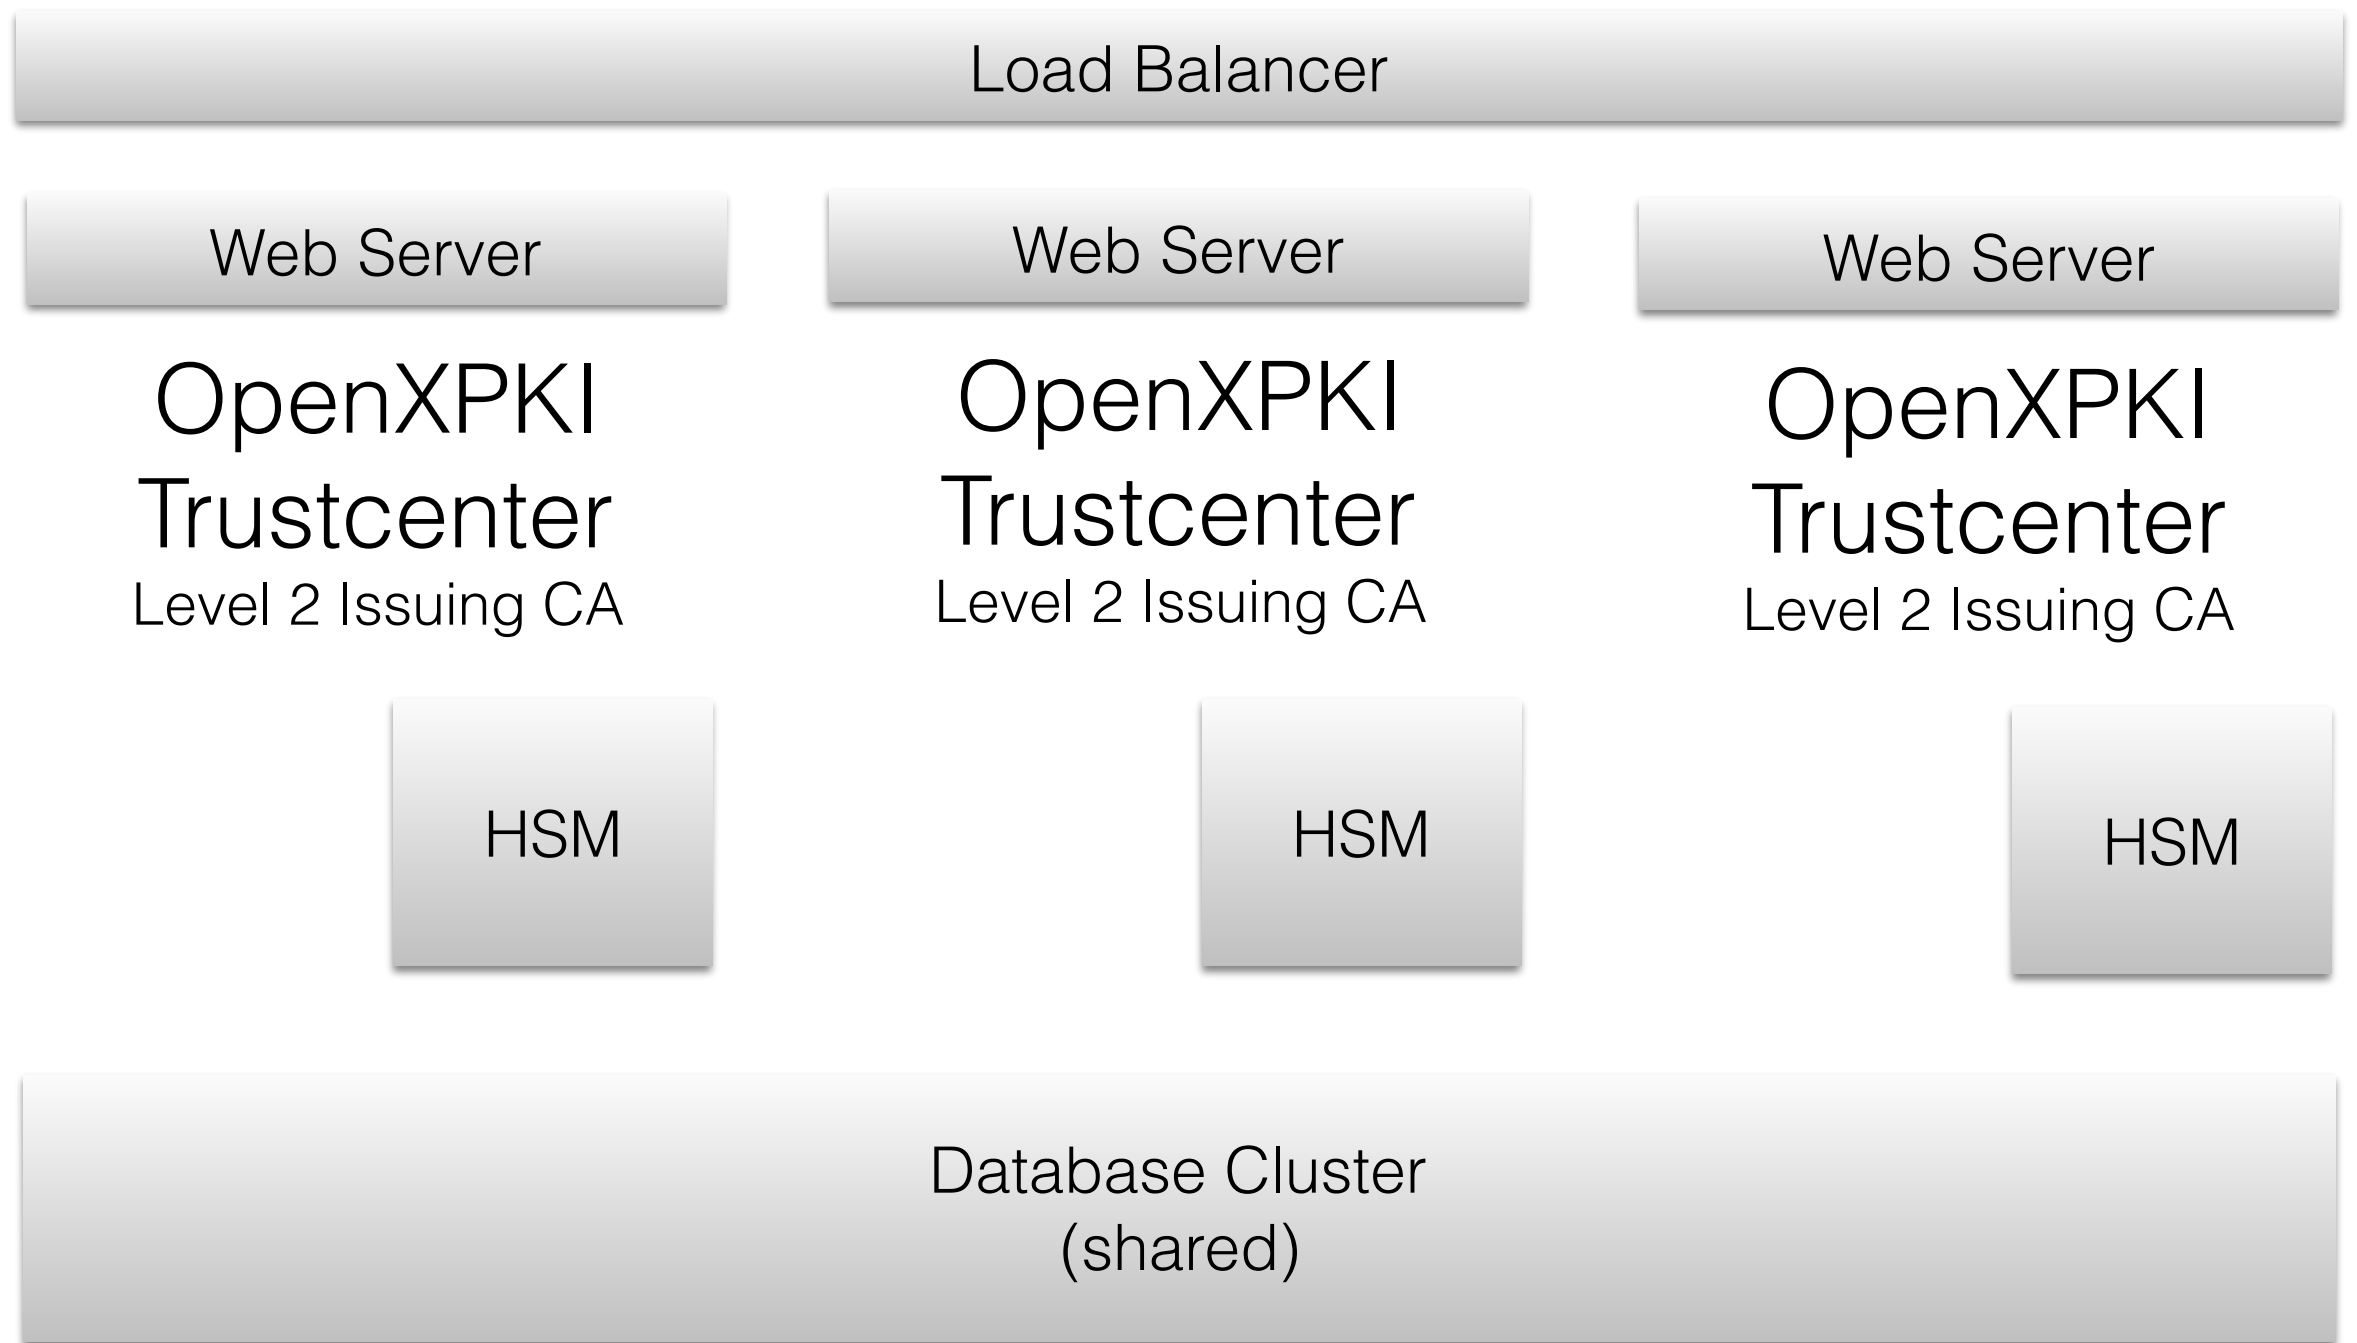 Load Balancer
Web Server
Web Server
Web Server
OpenXPKI
Trustcenter
Level 2 Issuing CA
OpenXPKI
Trustcenter
Level 2 Issuing CA
OpenXPKI
Trustcenter
Level 2 Issuing CA
HSM
HSM
HSM
Database Cluster
(shared)